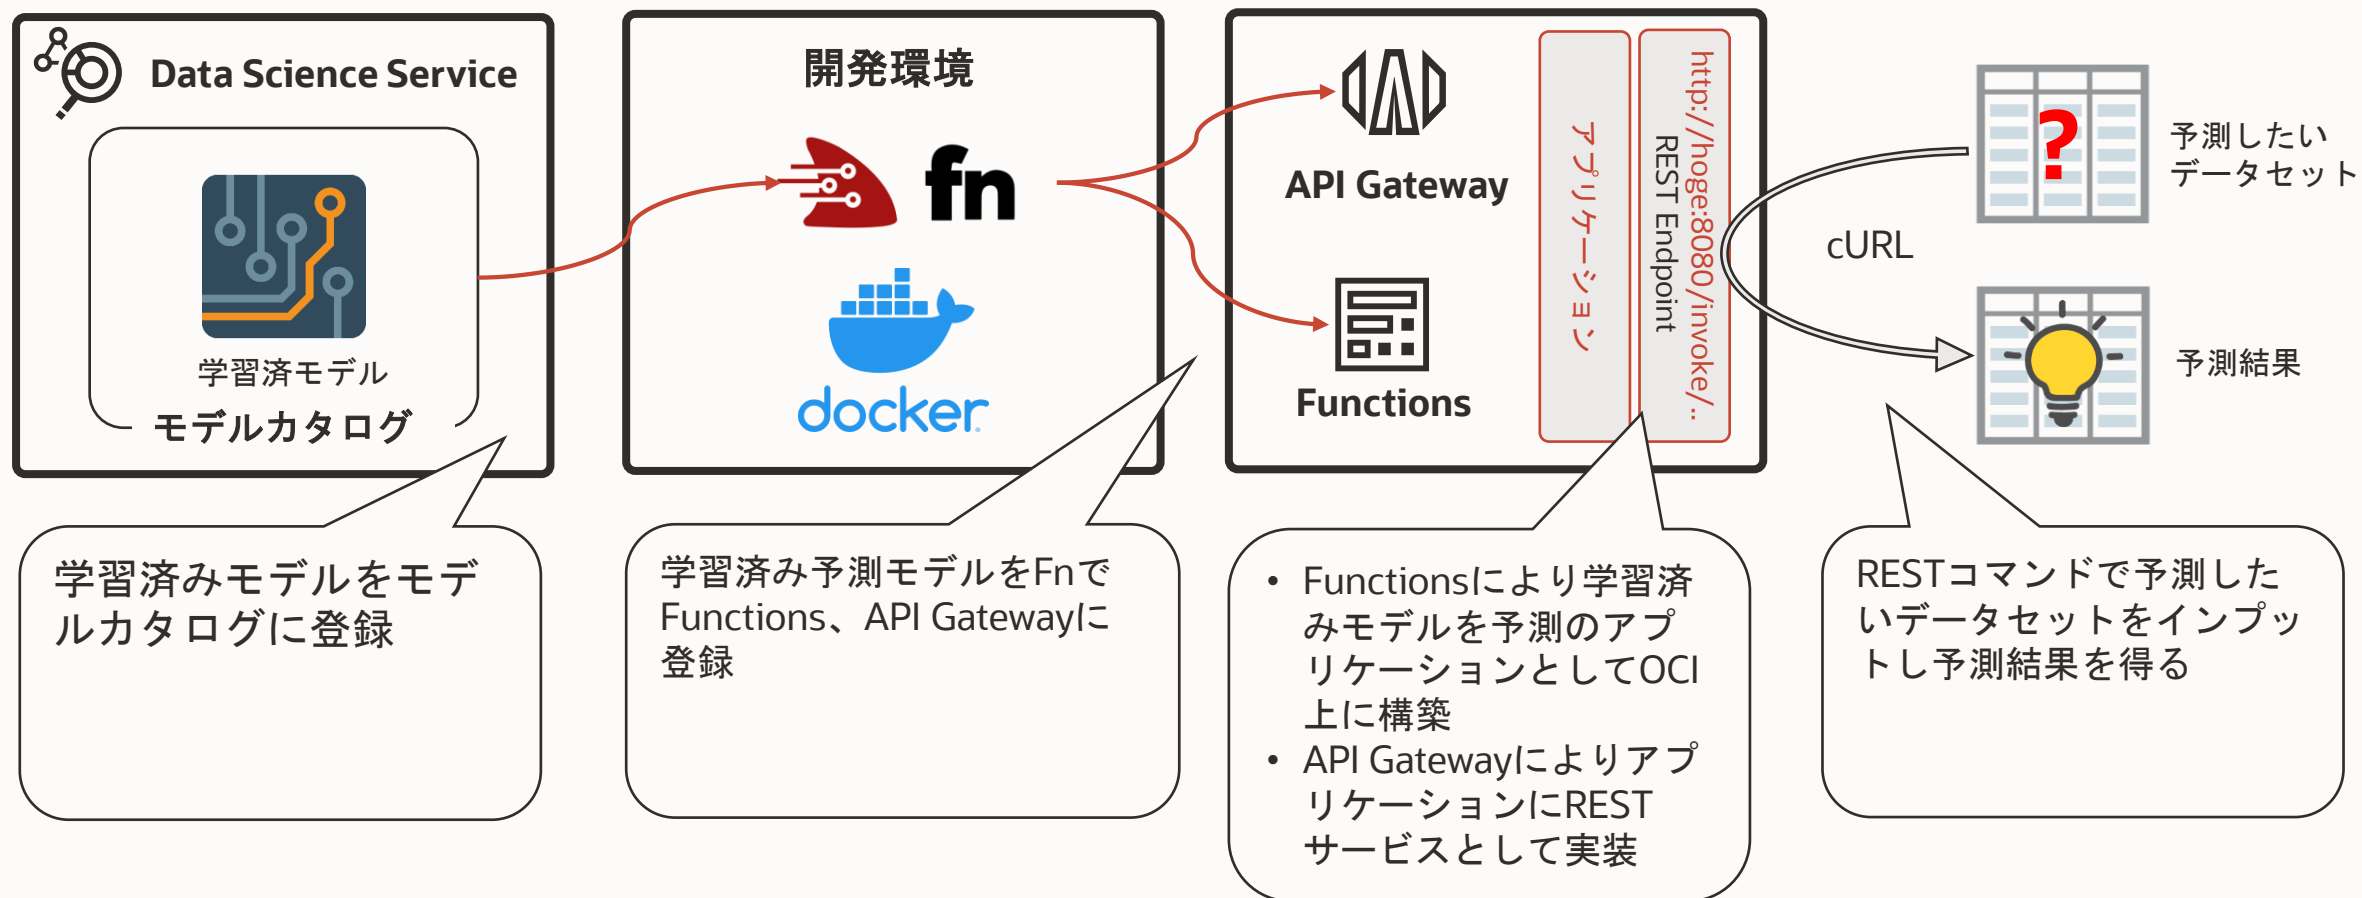 Data Science Service
学習済モデル
モデルカタログ
開発環境
fn
docker
API Gateway
Functions
アプリケーション
http://hoge:8080/invoke/..
REST Endpoint
cURL
?
予測したい
データセット
予測結果
学習済みモデルをモデ
ルカタログに登録
学習済み予測モデルをFnで
Functions、API Gatewayに
登録
• Functionsにより学習済
みモデルを予測のアプ
リケーションとしてOCI
上に構築
• API Gatewayによりアプ
リケーションにREST
サービスとして実装
RESTコマンドで予測した
いデータセットをインプッ
トし予測結果を得る